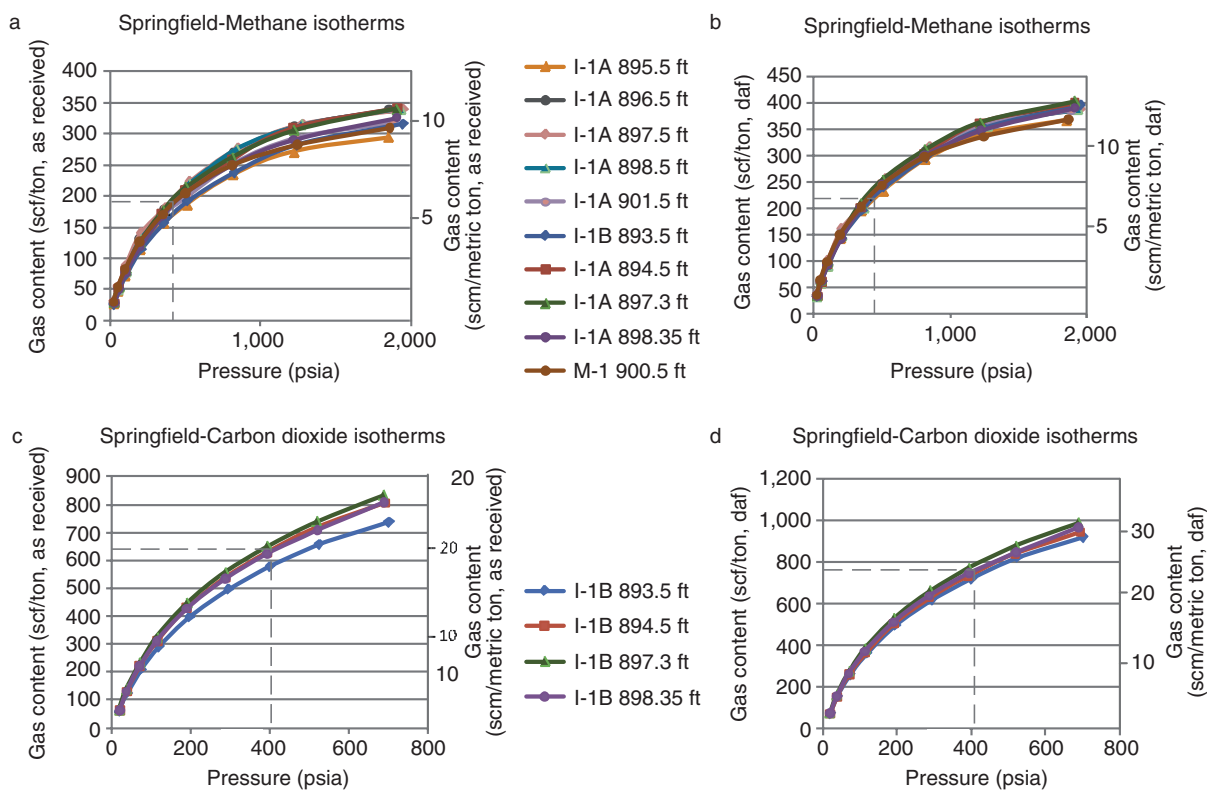 a
Springfield-Methane isotherms
Gas content (scf/ton, as received)
400
350
300
250
200
150
100
50
0
0
1,000
2,000
Pressure (psia)
10
5
Gas content
(scm/metric ton, as received)
I-1A 895.5 ft
I-1A 896.5 ft
I-1A 897.5 ft
I-1A 898.5 ft
I-1A 901.5 ft
I-1B 893.5 ft
I-1A 894.5 ft
I-1A 897.3 ft
I-1A 898.35 ft
M-1 900.5 ft
b
Springfield-Methane isotherms
Gas content (scf/ton, daf)
450
400
350
300
250
200
150
100
50
0
0
1,000
2,000
Pressure (psia)
10
5
Gas content
(scm/metric ton, daf)
c
Springfield-Carbon dioxide isotherms
Gas content (scf/ton, as received)
900
800
700
600
500
400
300
200
100
0
0
200
400
600
800
Pressure (psia)
20
20
10
10
Gas content
(scm/metric ton, as received)
I-1B 893.5 ft
I-1B 894.5 ft
I-1B 897.3 ft
I-1B 898.35 ft
d
Springfield-Carbon dioxide isotherms
Gas content (scf/ton, daf)
1,200
1,000
800
600
400
200
0
0
200
400
600
800
Pressure (psia)
30
20
10
Gas content
(scm/metric ton, daf)